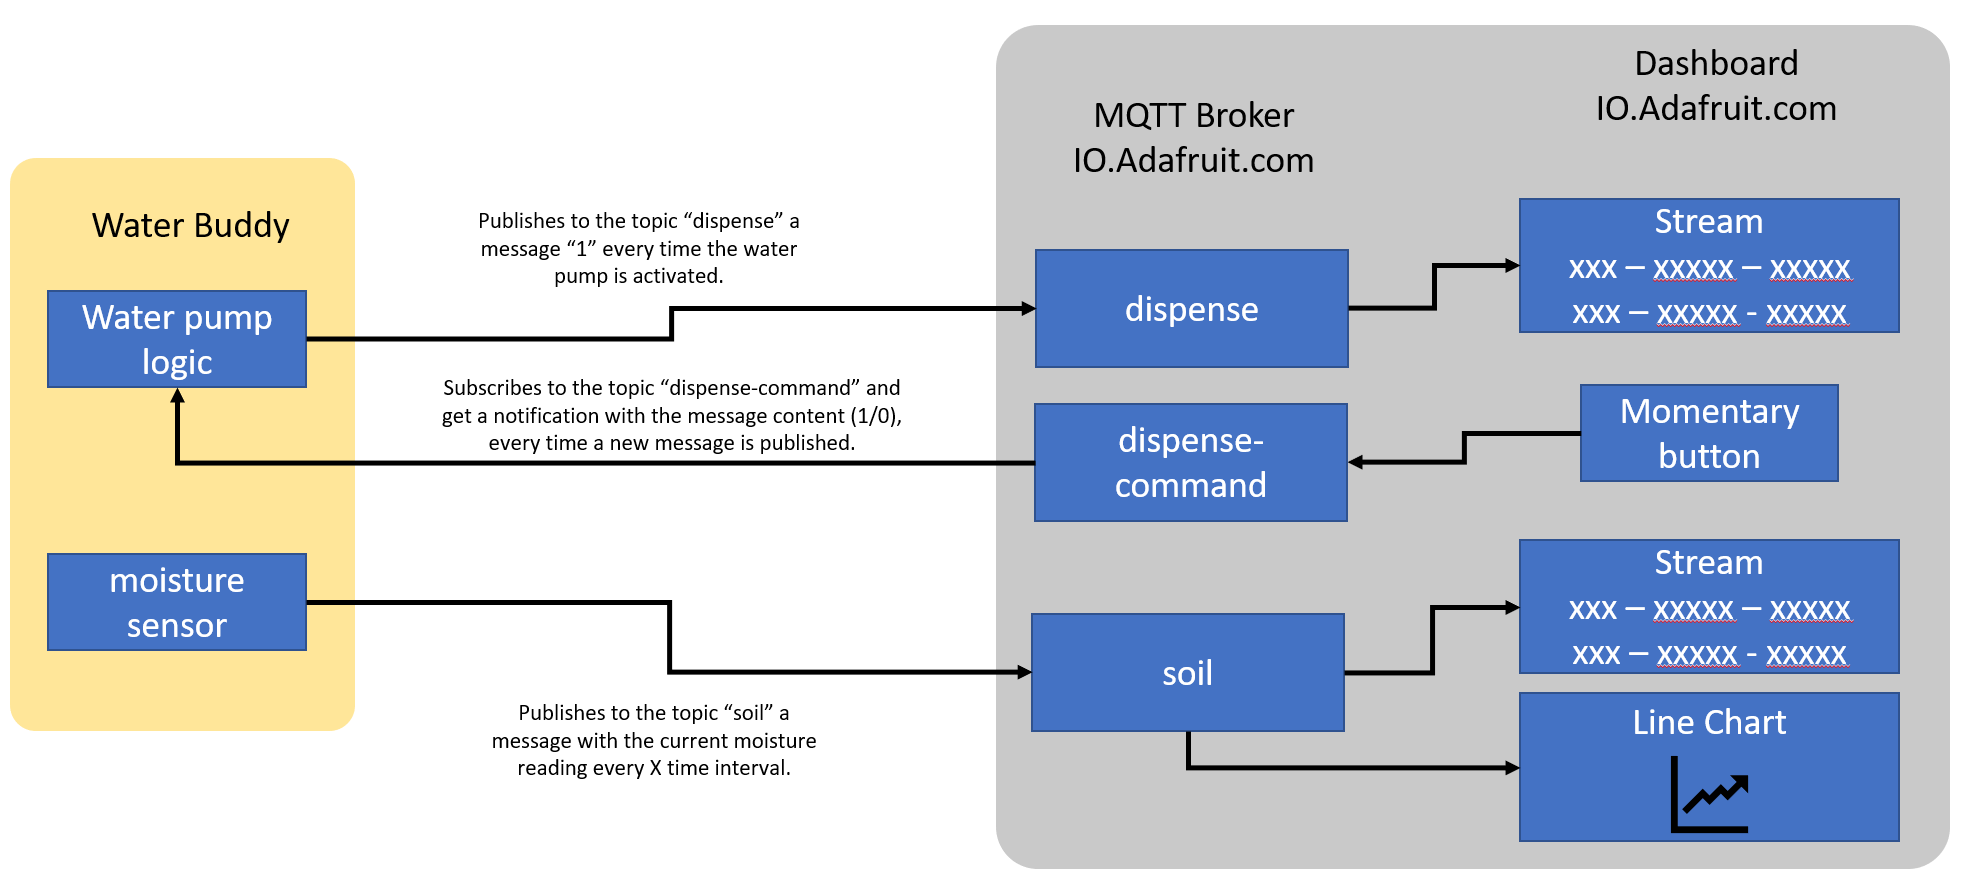 Water Buddy
Water pump
logic
moisture
sensor
Publishes to the topic “dispense” a
message “1” every time the water
pump is activated.
Subscribes to the topic “dispense-command” and
get a notification with the message content (1/0),
every time a new message is published.
Publishes to the topic “soil” a
message with the current moisture
reading every X time interval.
MQTT Broker
IO.Adafruit.com
dispense
dispense-
command
soil
Dashboard
IO.Adafruit.com
Stream
xxx – xxxxx – xxxxx
xxx – xxxxx - xxxxx
Momentary
button
Stream
xxx – xxxxx – xxxxx
xxx – xxxxx - xxxxx
Line Chart